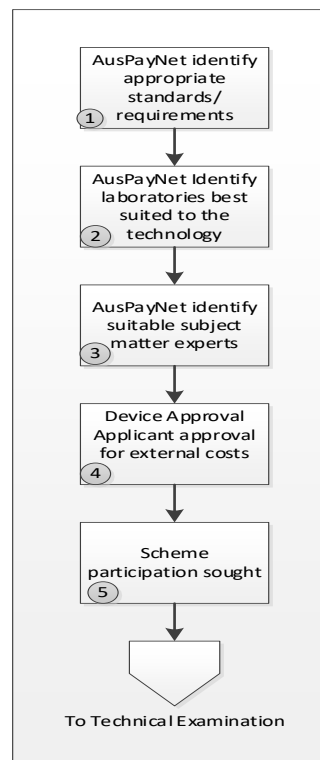 AusPayNet identify
appropriate
standards/
requirements
1
AusPayNet Identify
laboratories best
suited to the
technology
2
AusPayNet identify
suitable subject
matter experts
3
Device Approval
Applicant approval
for external costs
4
Scheme
participation sought
5
To Technical Examination